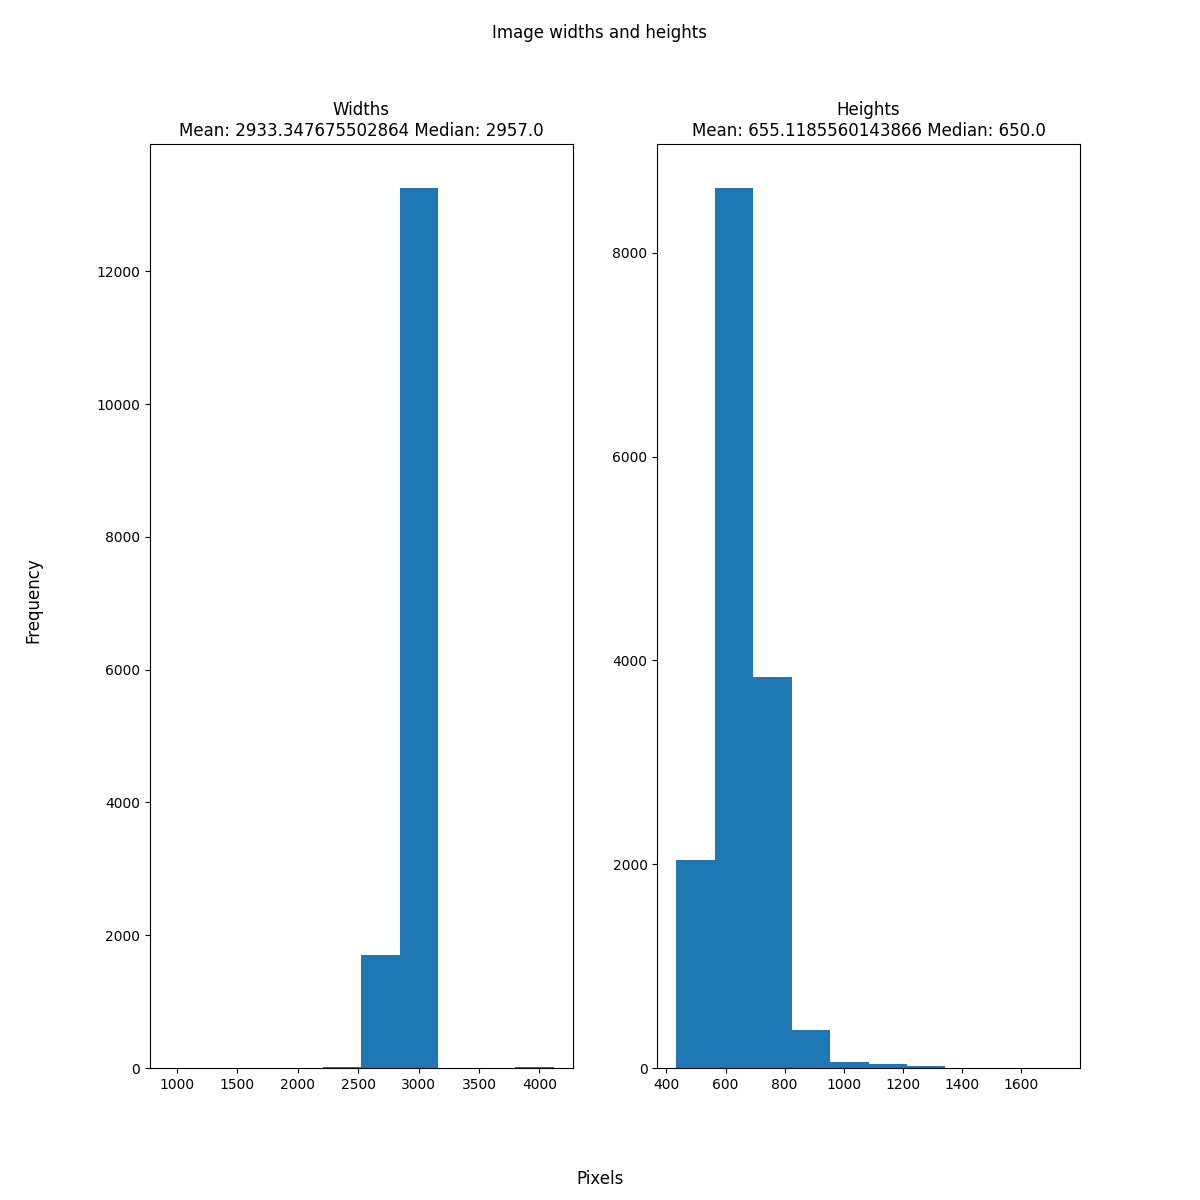 Image widths and heights
Widths
Mean: 2933.347675502864 Median: 2957.0
Heights
Mean: 655.1185560143866 Median: 650.0
Frequency
12000
10000
8000
6000
4000
2000
0
1000 1500 2000 2500 3000 3500 4000
8000
6000
4000
2000
0
400 600 800 1000 1200 1400 1600
Pixels